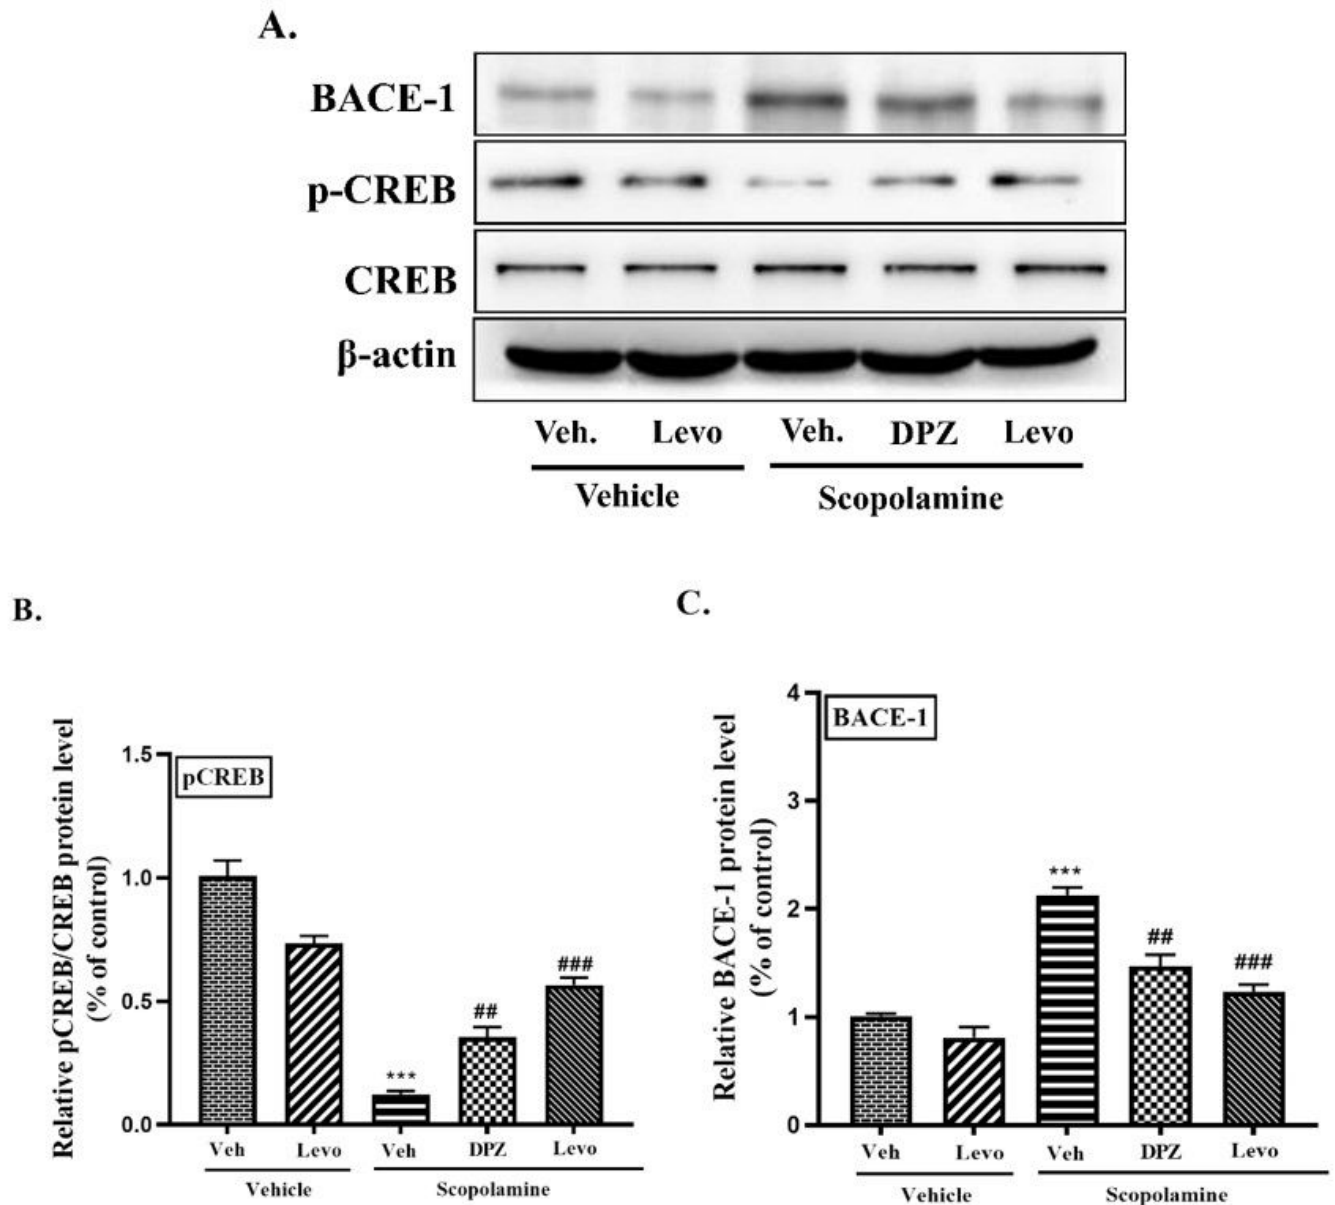 A.
BACE-1
p-CREB
CREB
β-actin
Veh. Levo Veh. DPZ Levo
Vehicle Scopolamine
B.
Relative pCREB/CREB protein level
(% of control)
1.5
1.0
0.5
0.0
pCREB
***
##
###
Veh Levo Veh DPZ Levo
Vehicle Scopolamine
C.
Relative BACE-1 protein level
(% of control)
4
3
2
1
0
BACE-1
***
##
###
Veh Levo Veh DPZ Levo
Vehicle Scopolamine